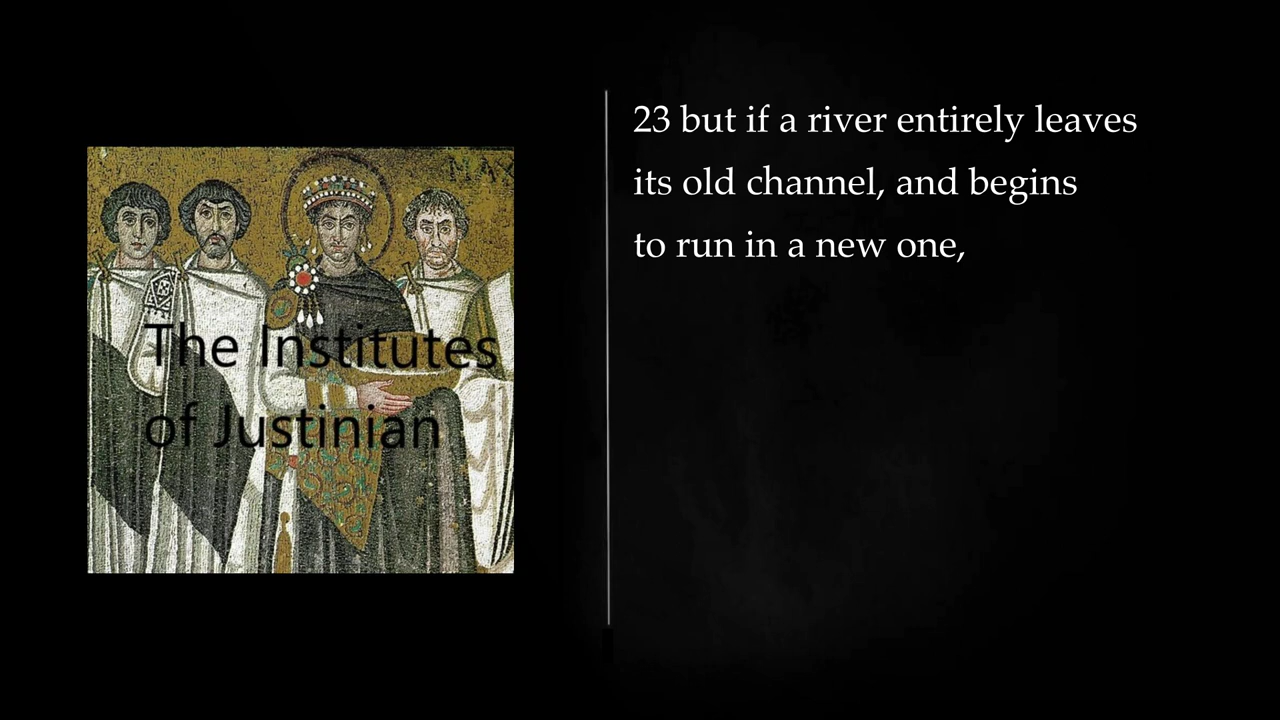 The Institutes
of Justinian
23 but if a river entirely leaves
its old channel, and begins
to run in a new one,